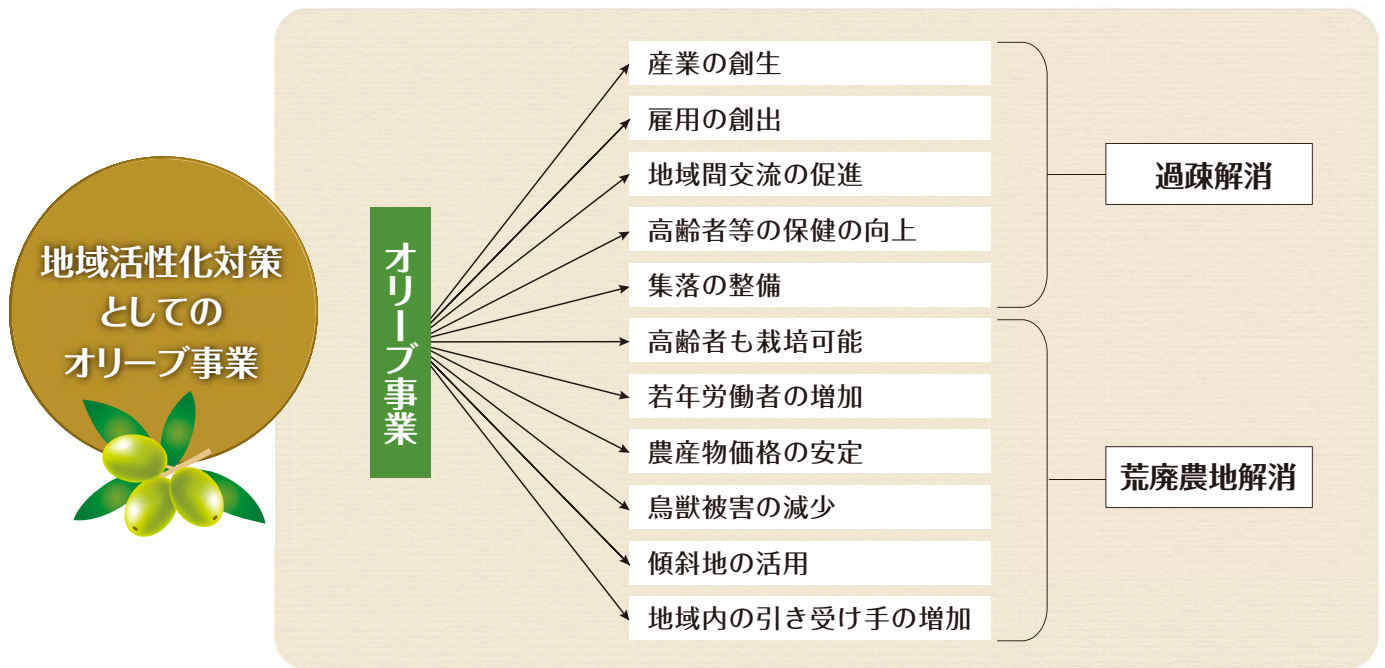 地域活性化対策
としての
オリーブ事業
オリーブ事業
産業の創生
雇用の創出
地域間交流の促進
高齢者等の保健の向上
集落の整備
高齢者も栽培可能
若年労働者の増加
農産物価格の安定
鳥獣被害の減少
傾斜地の活用
地域内の引き受け手の増加
過疎解消
荒廃農地解消